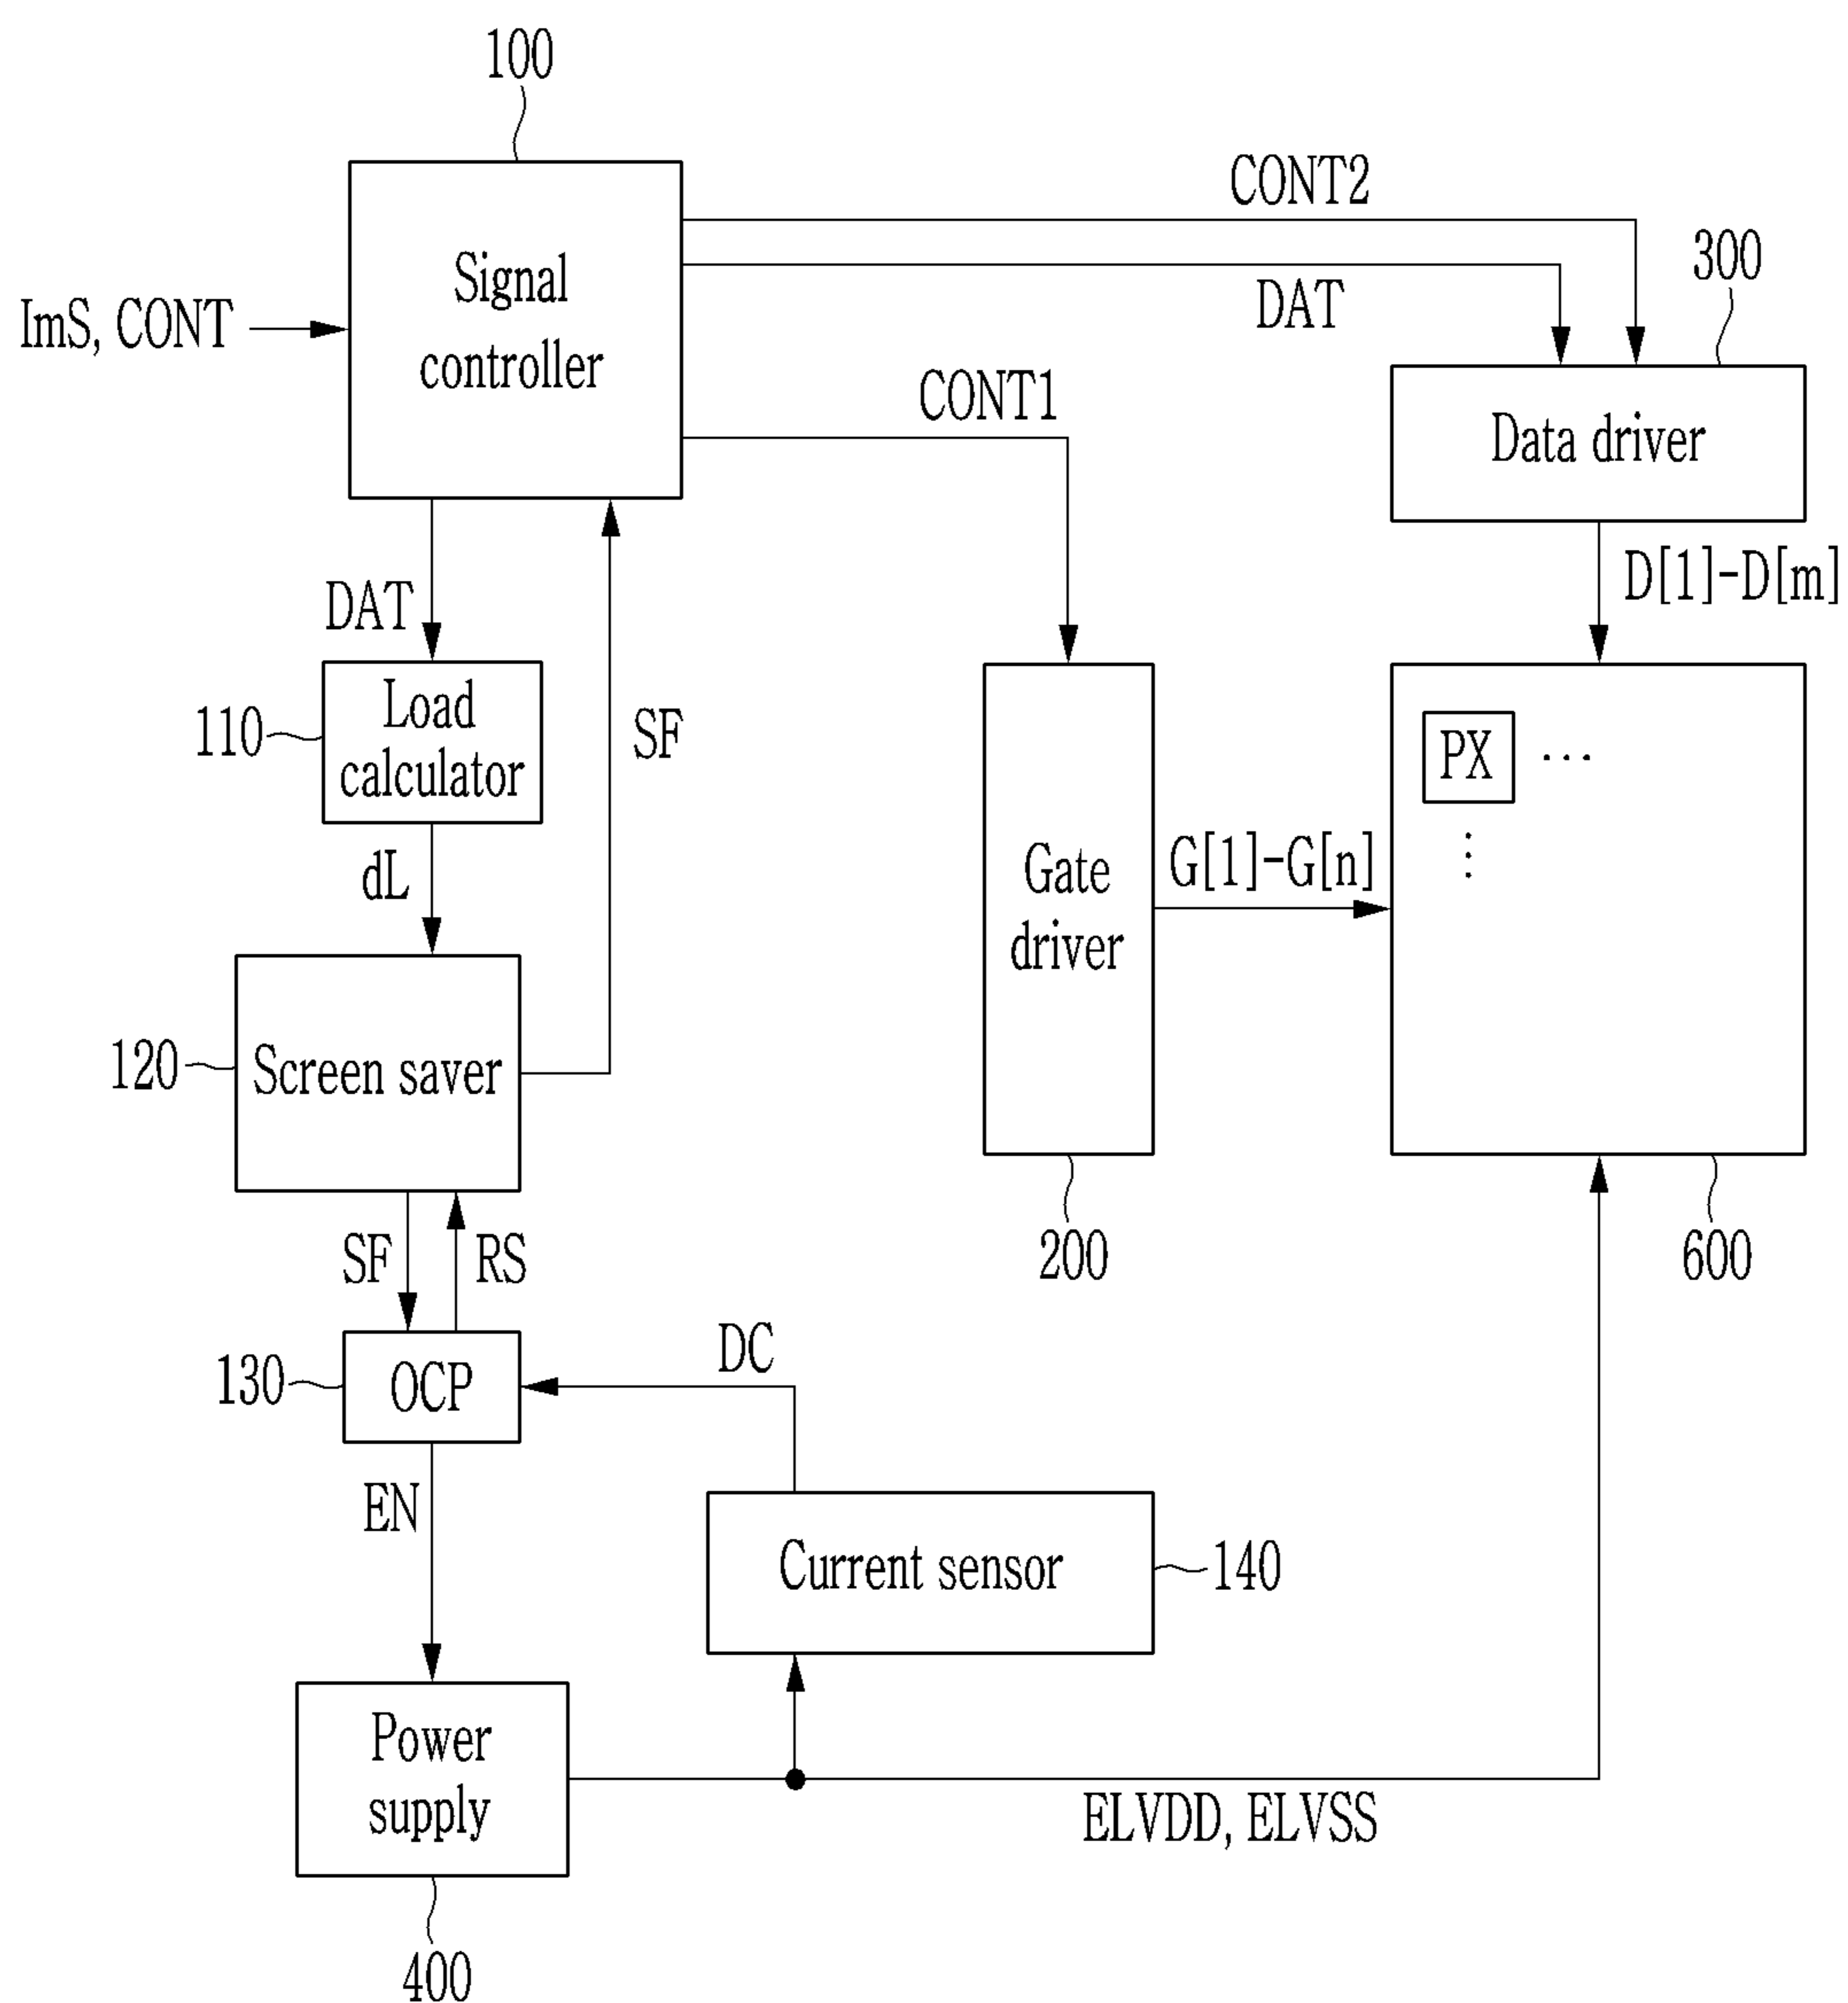 100
CONT2
300
Signal
controller
ImS, CONT
DAT
CONT1
Data driver
DAT
D[1]-D[m]
110
Load
calculator
SF
PX
...
dL
Gate
driver
G[1]-G[n]
120
Screen saver
SF
RS
200
600
130
OCP
DC
EN
Current sensor
140
Power
supply
ELVDD, ELVSS
400